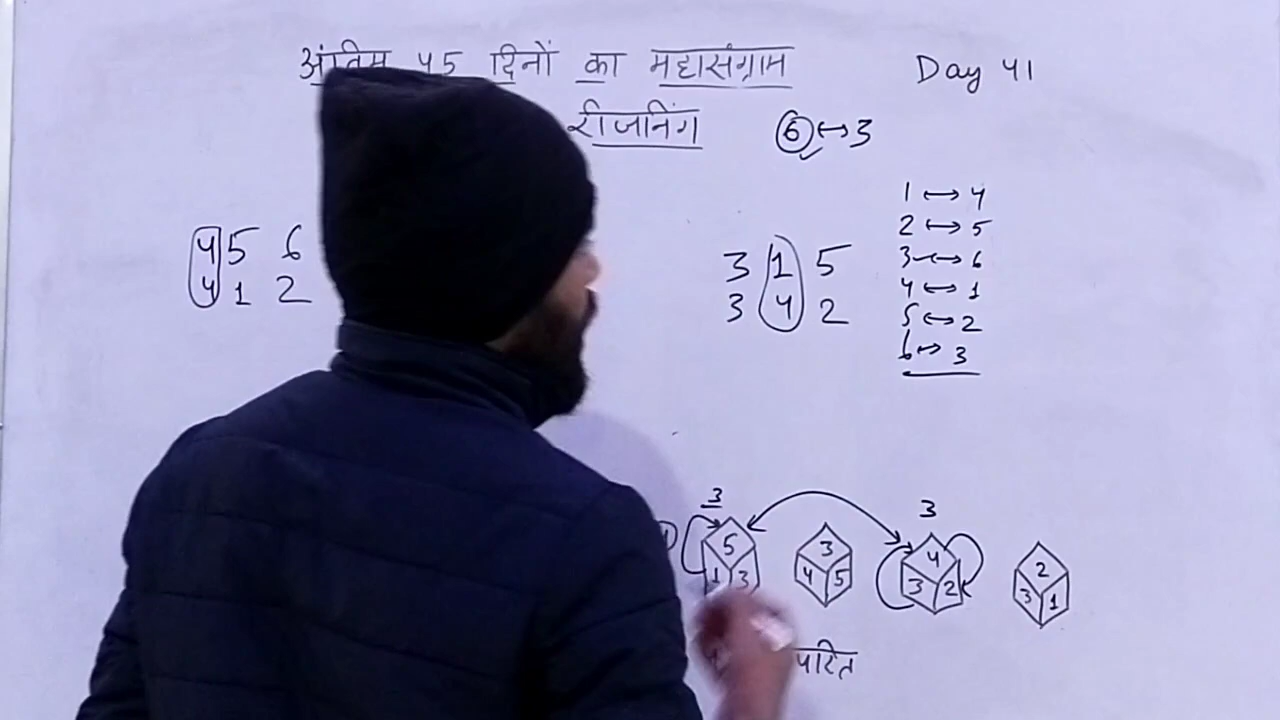 अंतिम 45 दिनों का महासंग्राम Day 41
रीजनिंग 6 ↔ 3
1 ↔ 4
2 ↔ 5
4 5 6 3 1 5 3 ↔ 6
4 1 2 3 4 2 4 ↔ 1
5 ↔ 2
6 ↔ 3
3 3
5 3 4 2
1 3 4 5 3 2 3 1